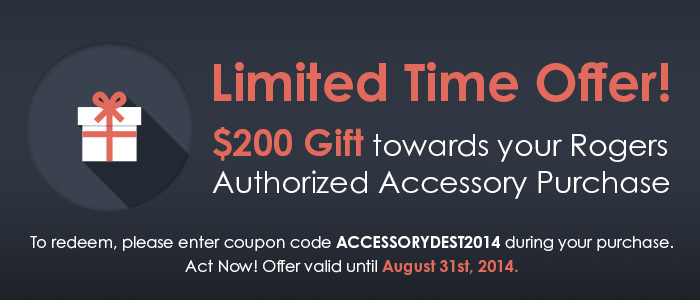 Limited Time Offer!
$200 Gift towards your Rogers
Authorized Accessory Purchase
To redeem, please enter coupon code ACCESSORYDEST2014 during your purchase.
Act Now! Offer valid until August 31st, 2014.